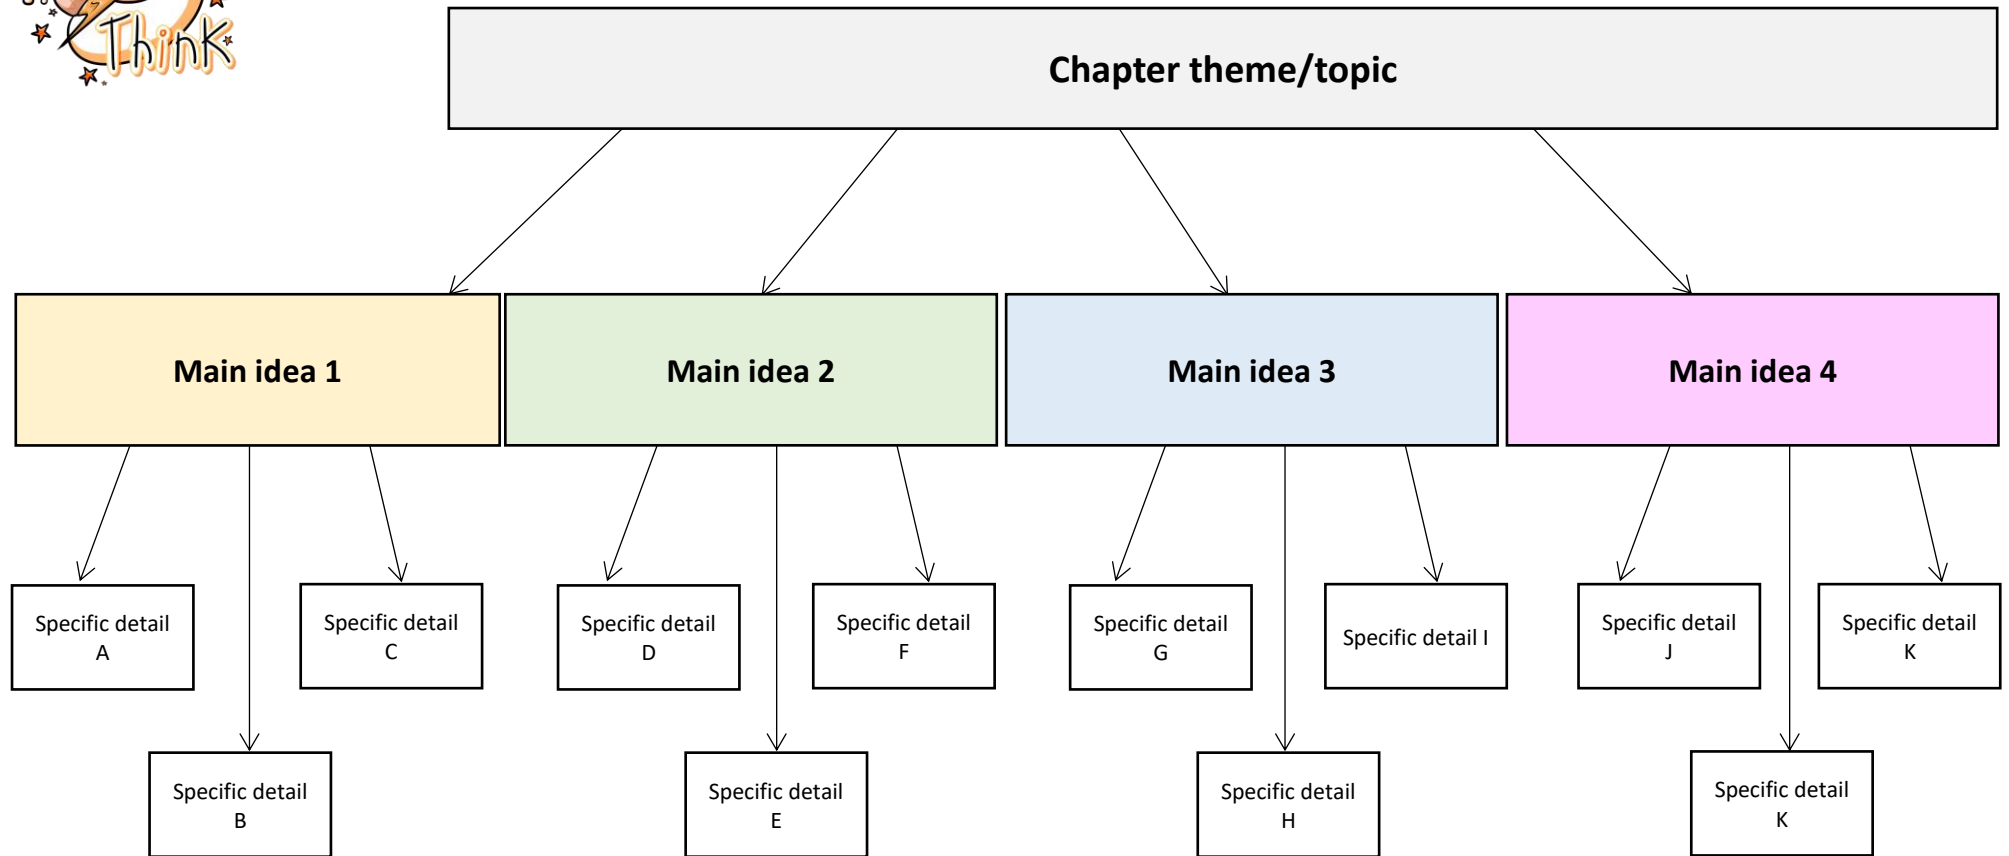 Think
Chapter theme/topic
Main idea 1
Main idea 2
Main idea 3
Main idea 4
Specific detail
A
Specific detail
C
Specific detail
D
Specific detail
F
Specific detail
G
Specific detail I
Specific detail
J
Specific detail
K
Specific detail
B
Specific detail
E
Specific detail
H
Specific detail
K